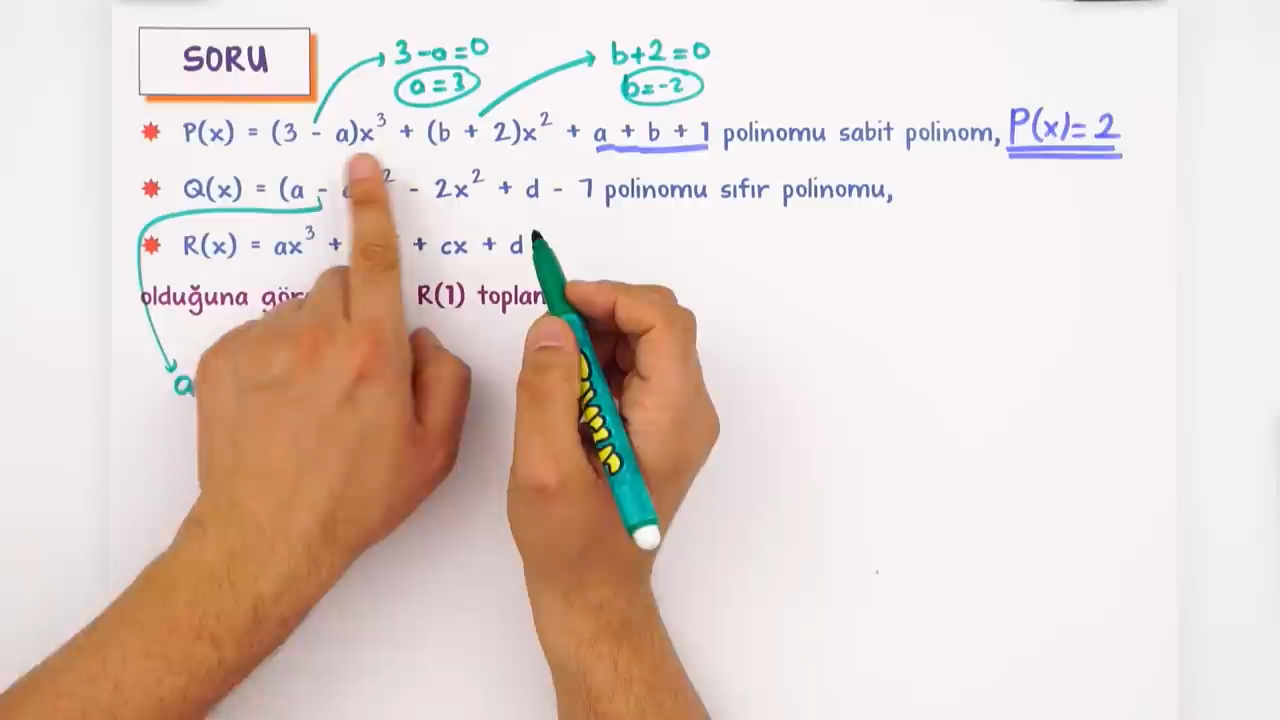 SORU
3 - a = 0
a = 3
b + 2 = 0
b = -2
P(x) = (3 - a)x³ + (b + 2)x² + a + b + 1 polinomu sabit polinom, P(x) = 2
Q(x) = (a - ² - 2x² + d - 7 polinomu sıfır polinomu,
R(x) = ax³ + + cx + d
olduğuna R(1)
a